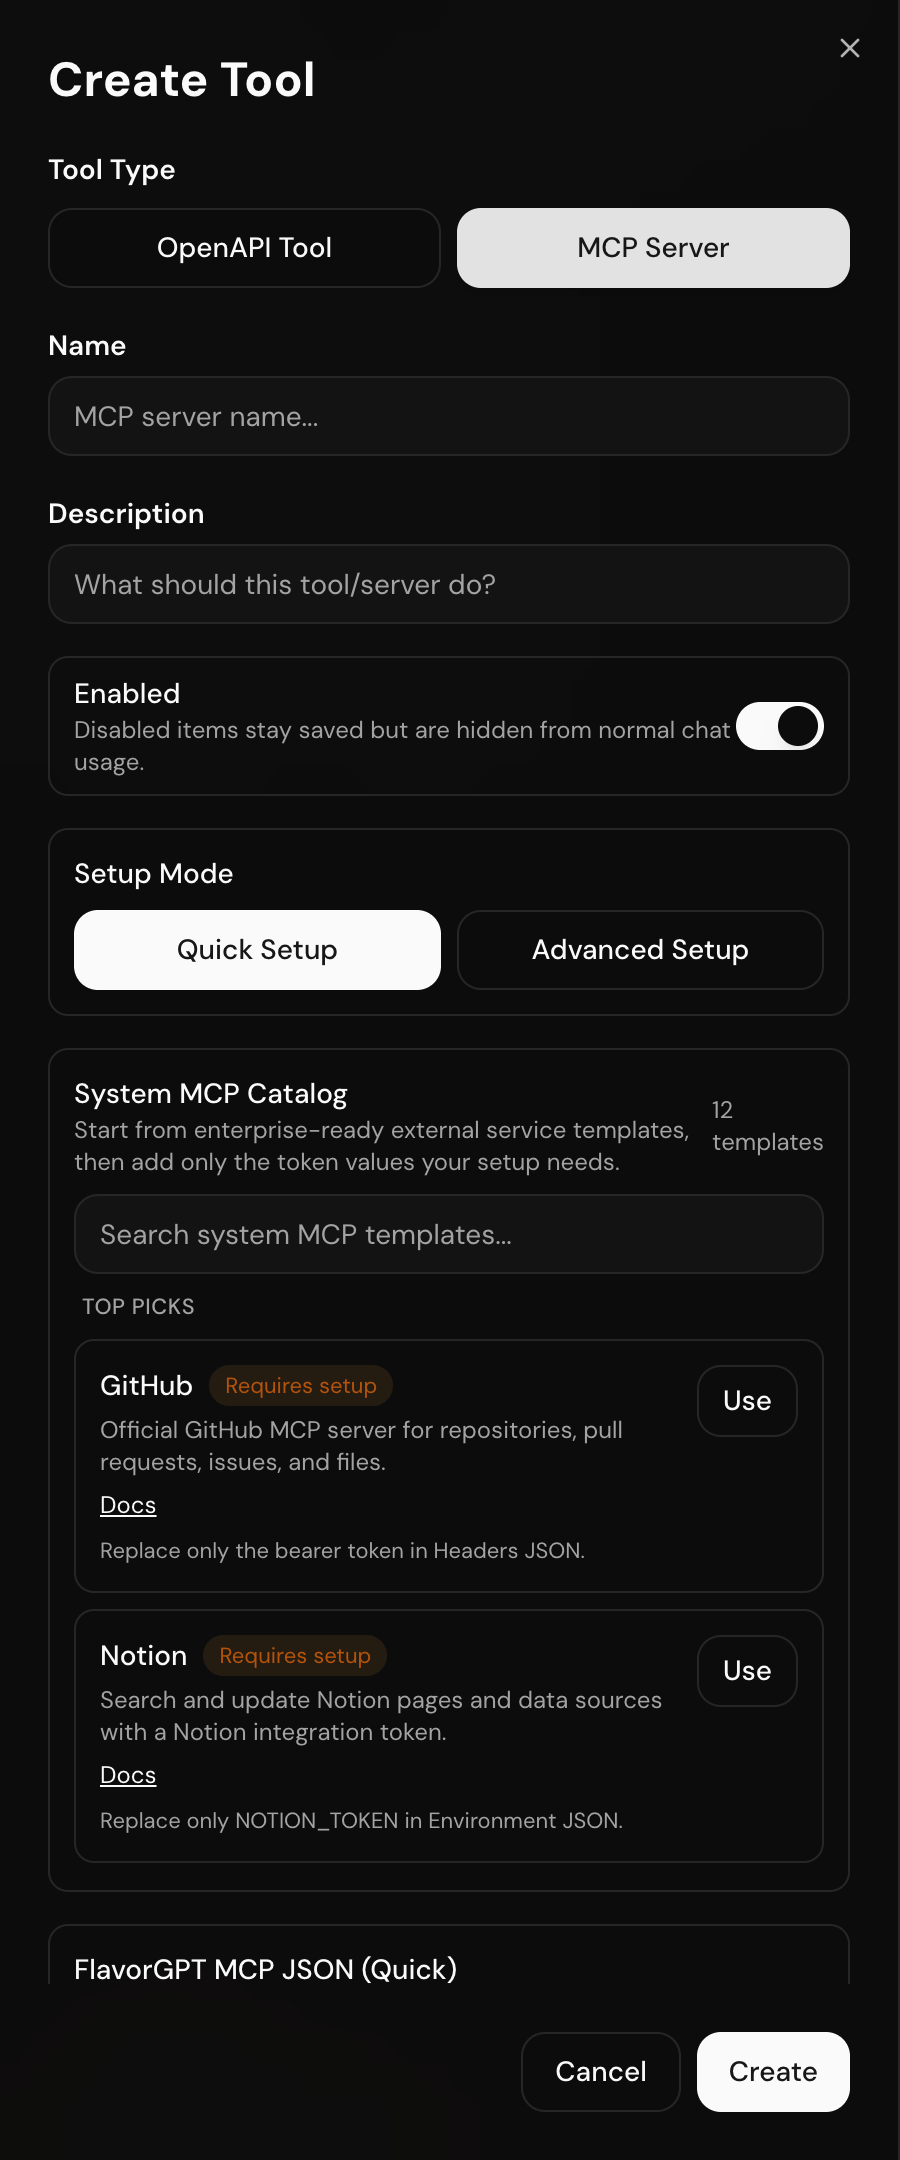 Create Tool
Tool Type
OpenAPI Tool
MCP Server
Name
MCP server name...
Description
What should this tool/server do?
Enabled
Disabled items stay saved but are hidden from normal chat
usage.
Setup Mode
Quick Setup
Advanced Setup
System MCP Catalog
Start from enterprise-ready external service templates,
then add only the token values your setup needs.
12
templates
Search system MCP templates...
TOP PICKS
GitHub
Requires setup
Use
Official GitHub MCP server for repositories, pull
requests, issues, and files.
Docs
Replace only the bearer token in Headers JSON.
Notion
Requires setup
Use
Search and update Notion pages and data sources
with a Notion integration token.
Docs
Replace only NOTION_TOKEN in Environment JSON.
FlavorGPT MCP JSON (Quick)
Cancel
Create